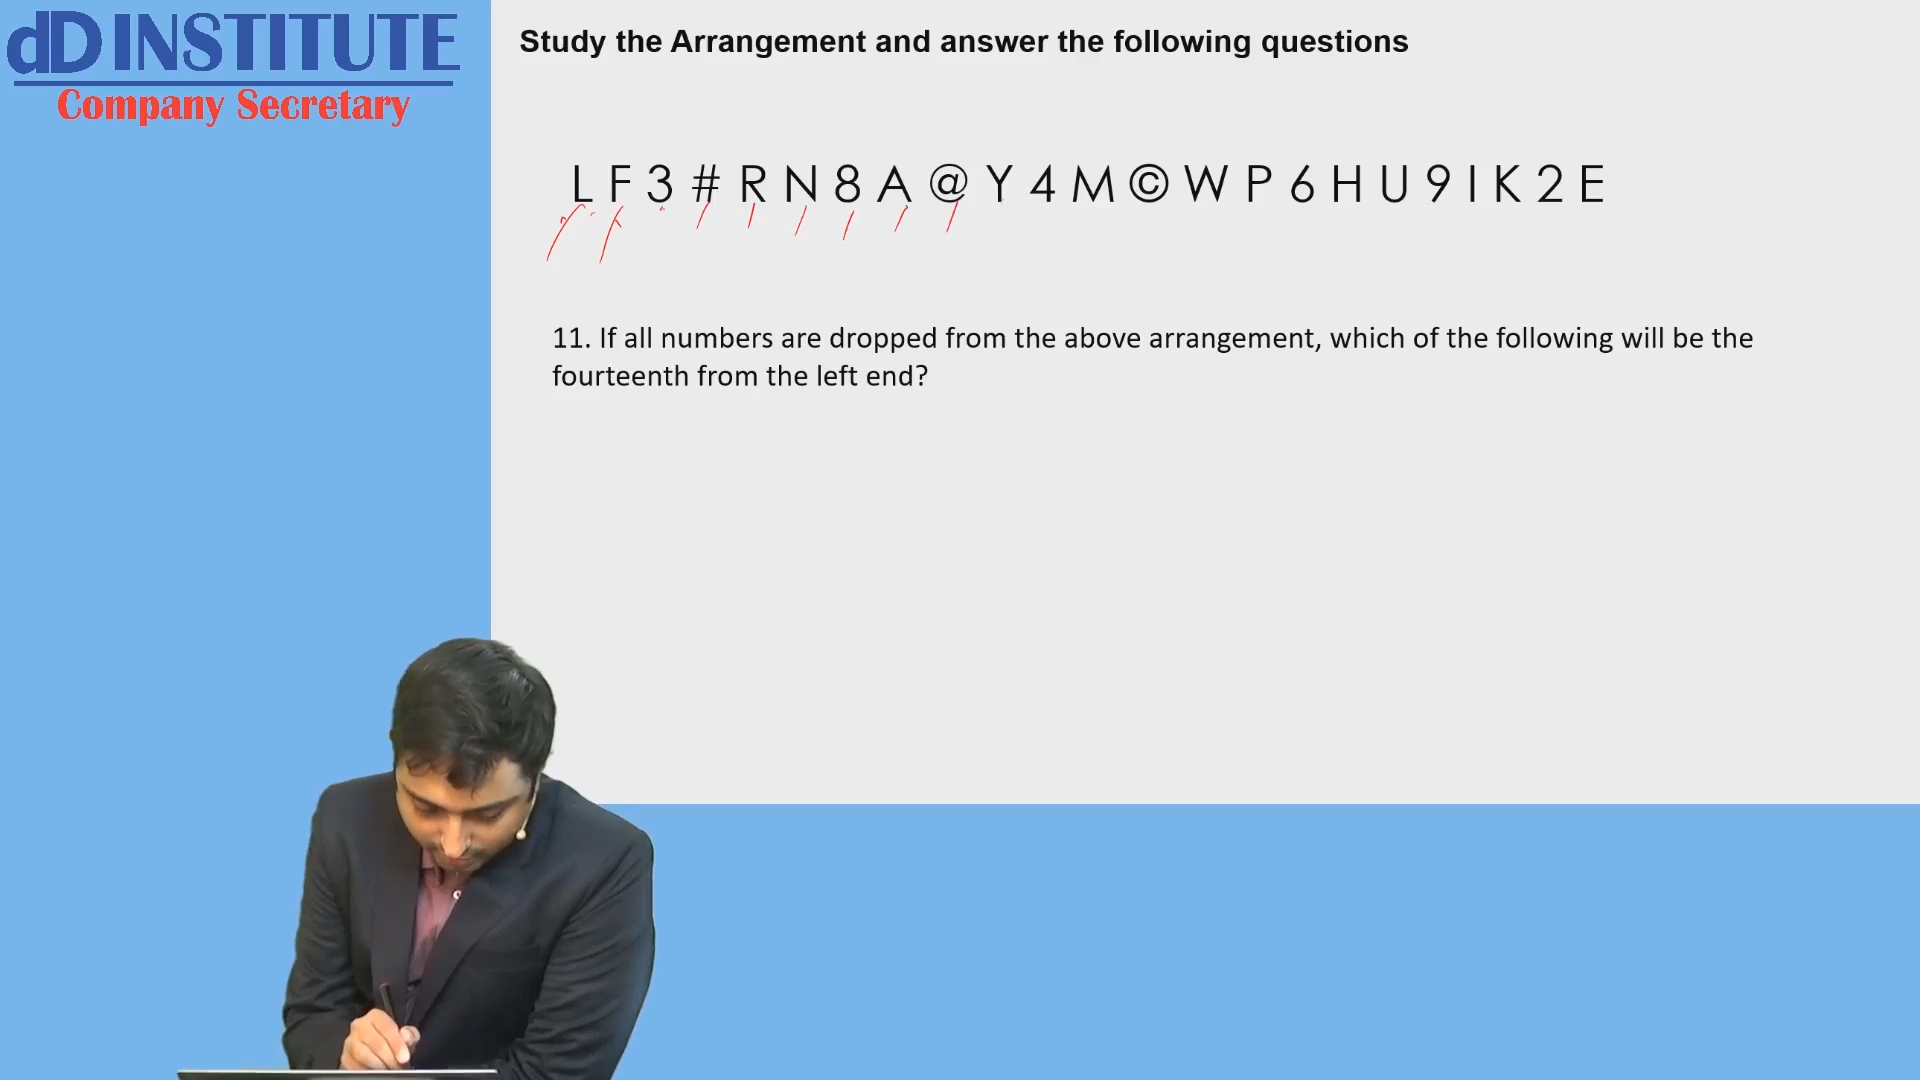 dD INSTITUTE
Company Secretary
Study the Arrangement and answer the following questions
L F 3 # R N 8 A @ Y 4 M © W P 6 H U 9 I K 2 E
11. If all numbers are dropped from the above arrangement, which of the following will be the
fourteenth from the left end?